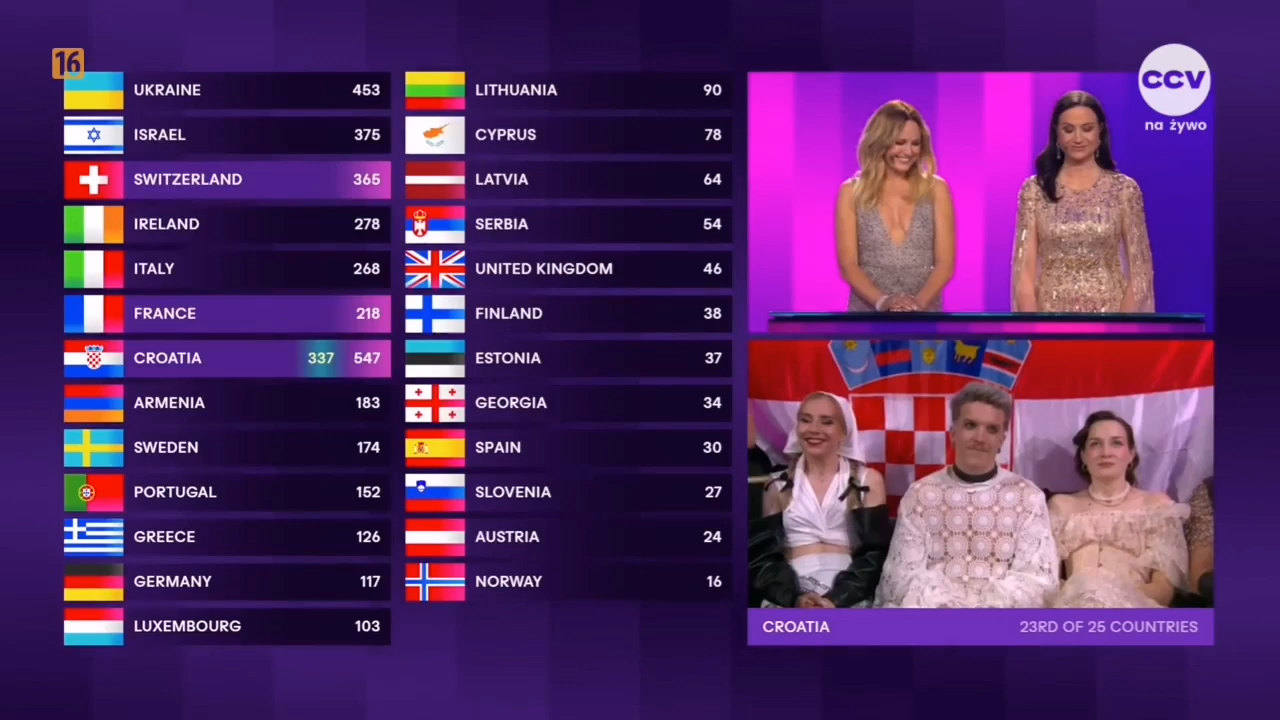 16
UKRAINE 453
ISRAEL 375
SWITZERLAND 365
IRELAND 278
ITALY 268
FRANCE 218
CROATIA 337 547
ARMENIA 183
SWEDEN 174
PORTUGAL 152
GREECE 126
GERMANY 117
LUXEMBOURG 103
LITHUANIA 90
CYPRUS 78
LATVIA 64
SERBIA 54
UNITED KINGDOM 46
FINLAND 38
ESTONIA 37
GEORGIA 34
SPAIN 30
SLOVENIA 27
AUSTRIA 24
NORWAY 16
CCV
na żywo
CROATIA 23RD OF 25 COUNTRIES